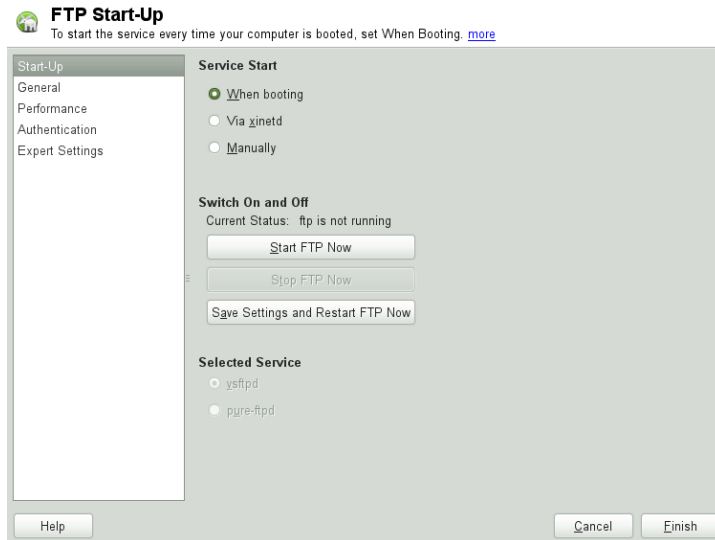 FTP Start-Up
To start the service every time your computer is booted, set When Booting. more
Start-Up
General
Performance
Authentication
Expert Settings
Service Start
When booting
Via xinetd
Manually
Switch On and Off
Current Status: ftp is not running
Start FTP Now
Stop FTP Now
Save Settings and Restart FTP Now
Selected Service
vsftpd
pure-ftpd
Help
Cancel
Finish